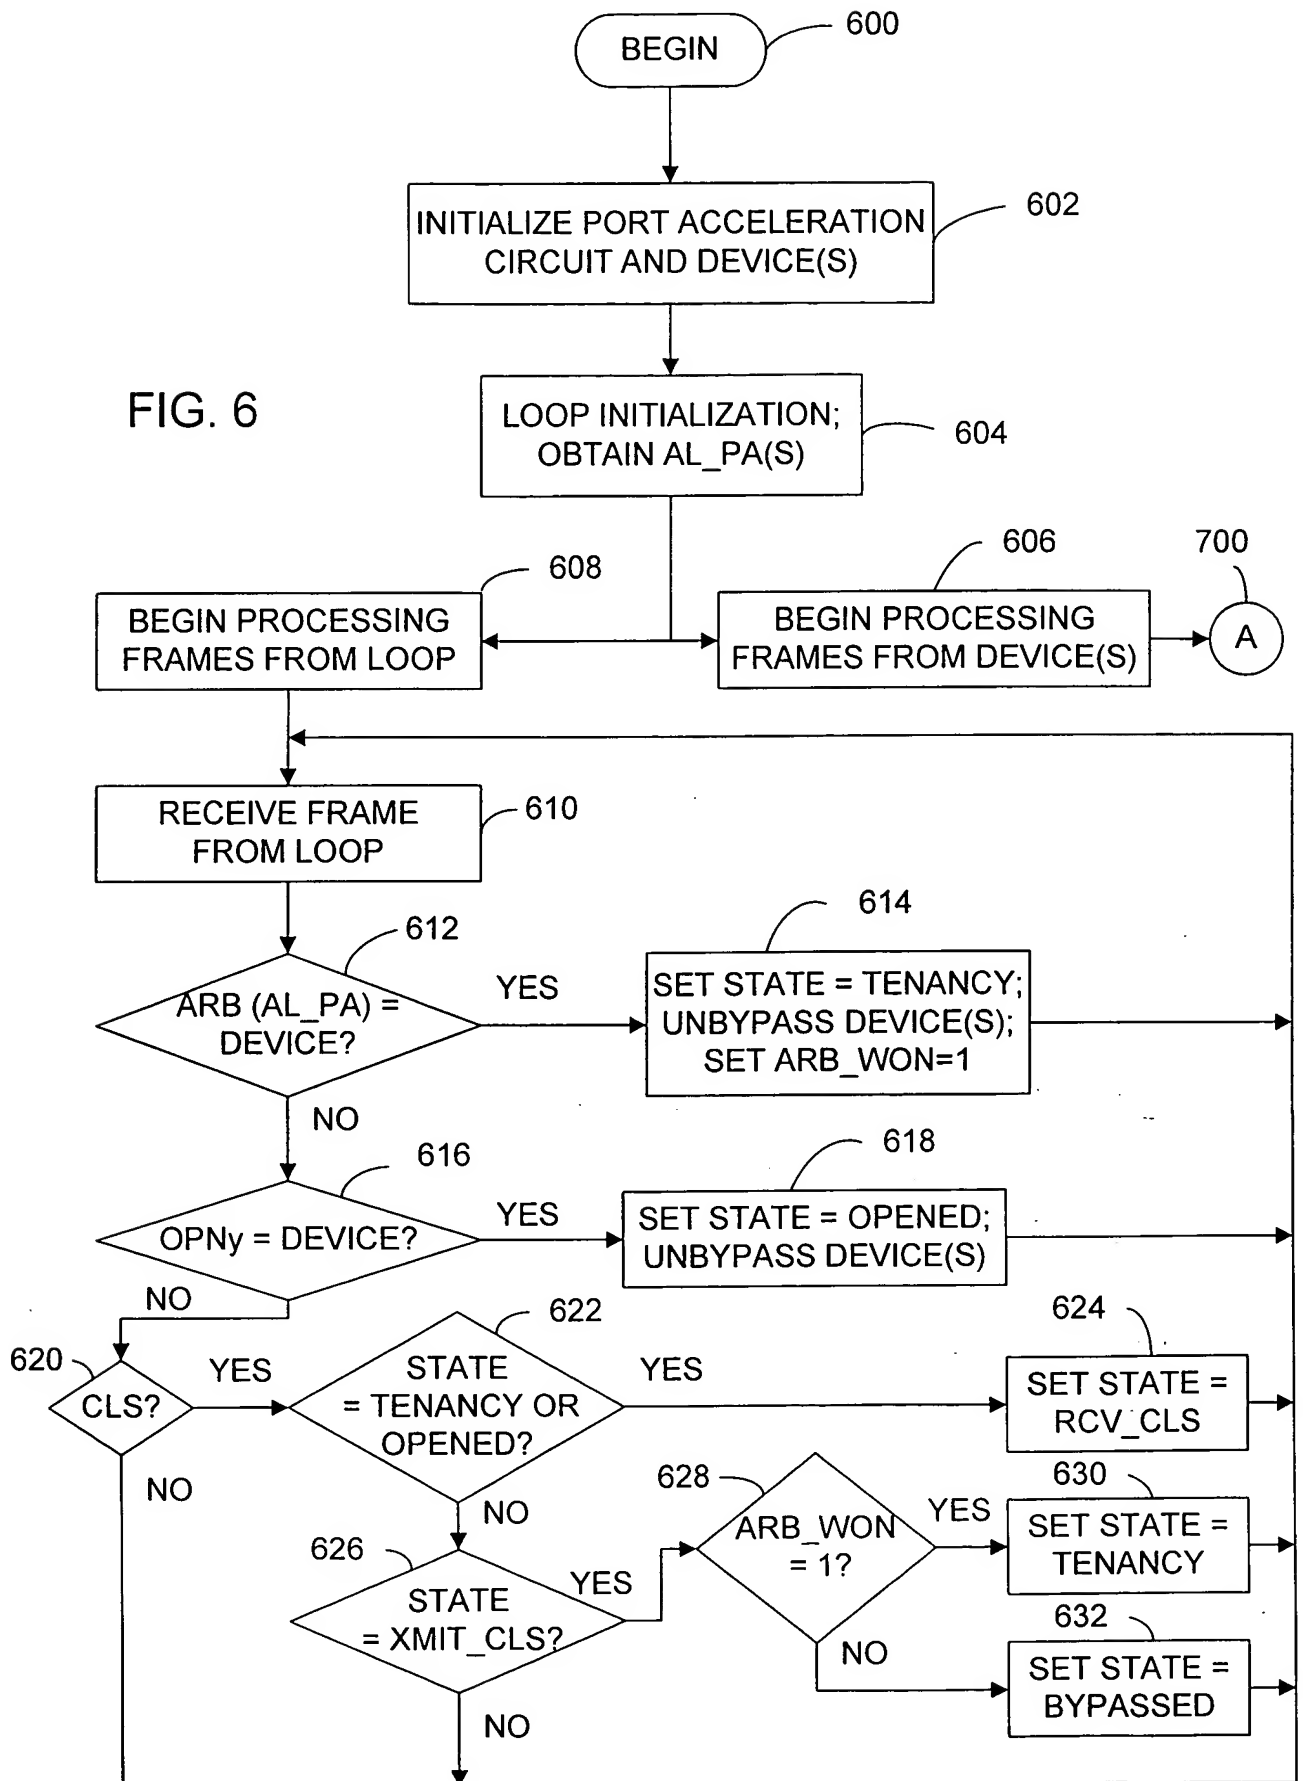 BEGIN
600
INITIALIZE PORT ACCELERATION
CIRCUIT AND DEVICE(S)
602
FIG. 6
LOOP INITIALIZATION;
OBTAIN AL_PA(S)
604
608
606
700
BEGIN PROCESSING
FRAMES FROM LOOP
BEGIN PROCESSING
FRAMES FROM DEVICE(S)
A
RECEIVE FRAME
FROM LOOP
610
612
ARB (AL_PA) =
DEVICE?
YES
614
SET STATE = TENANCY;
UNBYPASS DEVICE(S);
SET ARB_WON=1
NO
616
OPNy = DEVICE?
YES
618
SET STATE = OPENED;
UNBYPASS DEVICE(S)
NO
620
CLS?
YES
622
STATE
= TENANCY OR
OPENED?
YES
624
SET STATE =
RCV_CLS
NO
NO
626
STATE
= XMIT_CLS?
YES
628
ARB_WON
= 1?
YES
630
SET STATE =
TENANCY
NO
632
SET STATE =
BYPASSED
NO